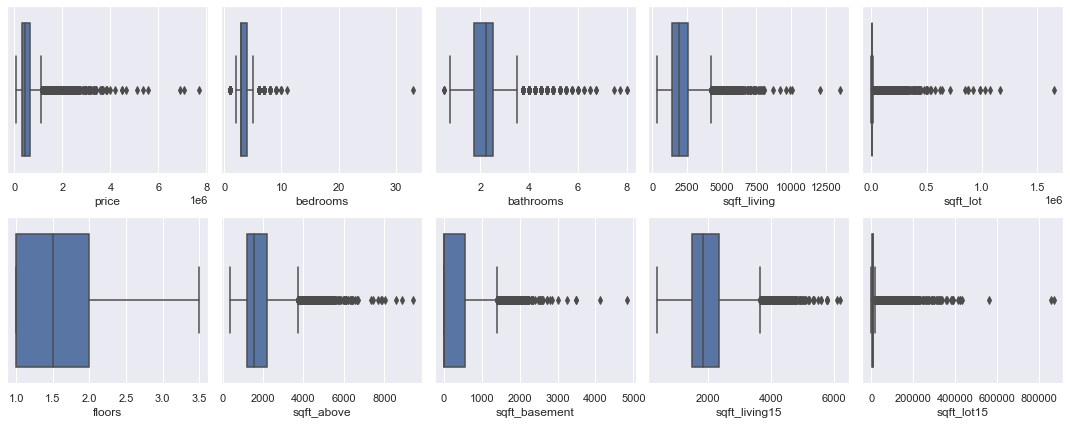 0 2 4 6 8
1e6
price
0 10 20 30
bedrooms
2 4 6 8
bathrooms
0 2500 5000 7500 10000 12500
sqft_living
0.0 0.5 1.0 1.5
1e6
sqft_lot
1.0 1.5 2.0 2.5 3.0 3.5
floors
2000 4000 6000 8000
sqft_above
0 1000 2000 3000 4000 5000
sqft_basement
2000 4000 6000
sqft_living15
0 200000 400000 600000 800000
sqft_lot15